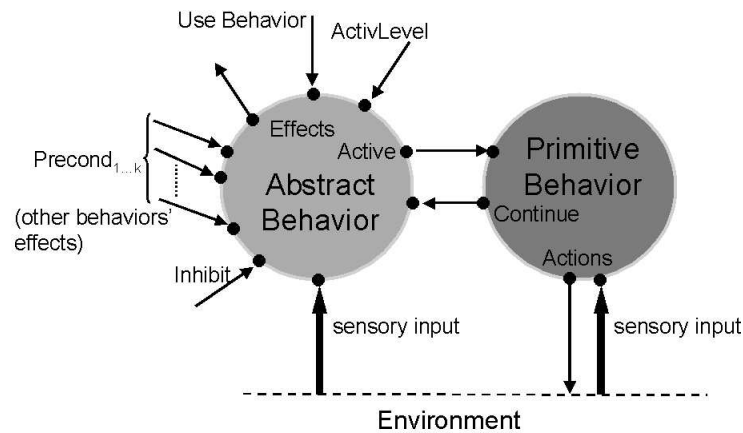 Use Behavior
ActivLevel
Effects
Precond1....k
Active
Primitive
Behavior
Abstract
Behavior
Continue
(other behaviors'
effects)
Inhibit
Actions
sensory input
sensory input
Environment